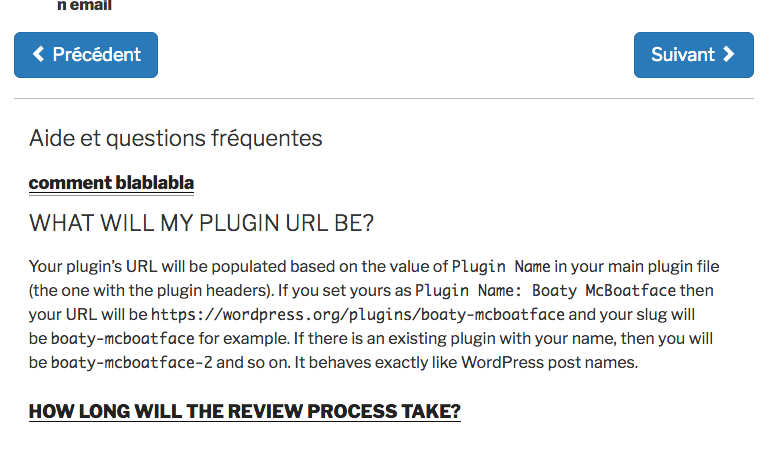 n email
Précédent
Suivant
Aide et questions fréquentes
comment blablabla
WHAT WILL MY PLUGIN URL BE?
Your plugin’s URL will be populated based on the value of Plugin Name in your main plugin file
(the one with the plugin headers). If you set yours as Plugin Name: Boaty McBoatface then
your URL will be https://wordpress.org/plugins/boaty-mcboatface and your slug will
be boaty-mcboatface for example. If there is an existing plugin with your name, then you will
be boaty-mcboatface-2 and so on. It behaves exactly like WordPress post names.
HOW LONG WILL THE REVIEW PROCESS TAKE?